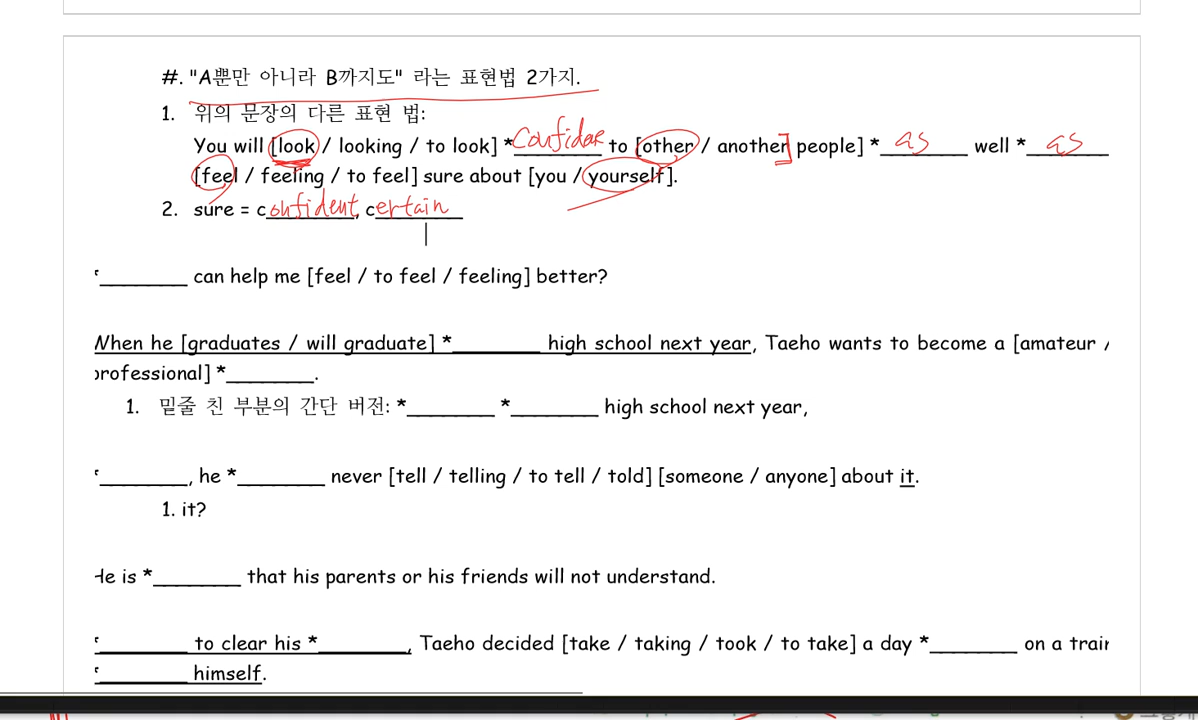 #. "A뿐만 아니라 B까지도" 라는 표현법 2가지.
1. 위의 문장의 다른 표현 법:
You will [look / looking / to look] *Confident to [other / another] people] *as well *as
[feel / feeling / to feel] sure about [you / yourself].
2. sure = confident, certain
*________ can help me [feel / to feel / feeling] better?
When he [graduates / will graduate] *________ high school next year, Taeho wants to become a [amateur /
professional] *________.
1. 밑줄 친 부분의 간단 버전: *________ *________ high school next year,
*________, he *________ never [tell / telling / to tell / told] [someone / anyone] about it.
1. it?
He is *________ that his parents or his friends will not understand.
*________ to clear his *________, Taeho decided [take / taking / took / to take] a day *________ on a train
*________ himself.